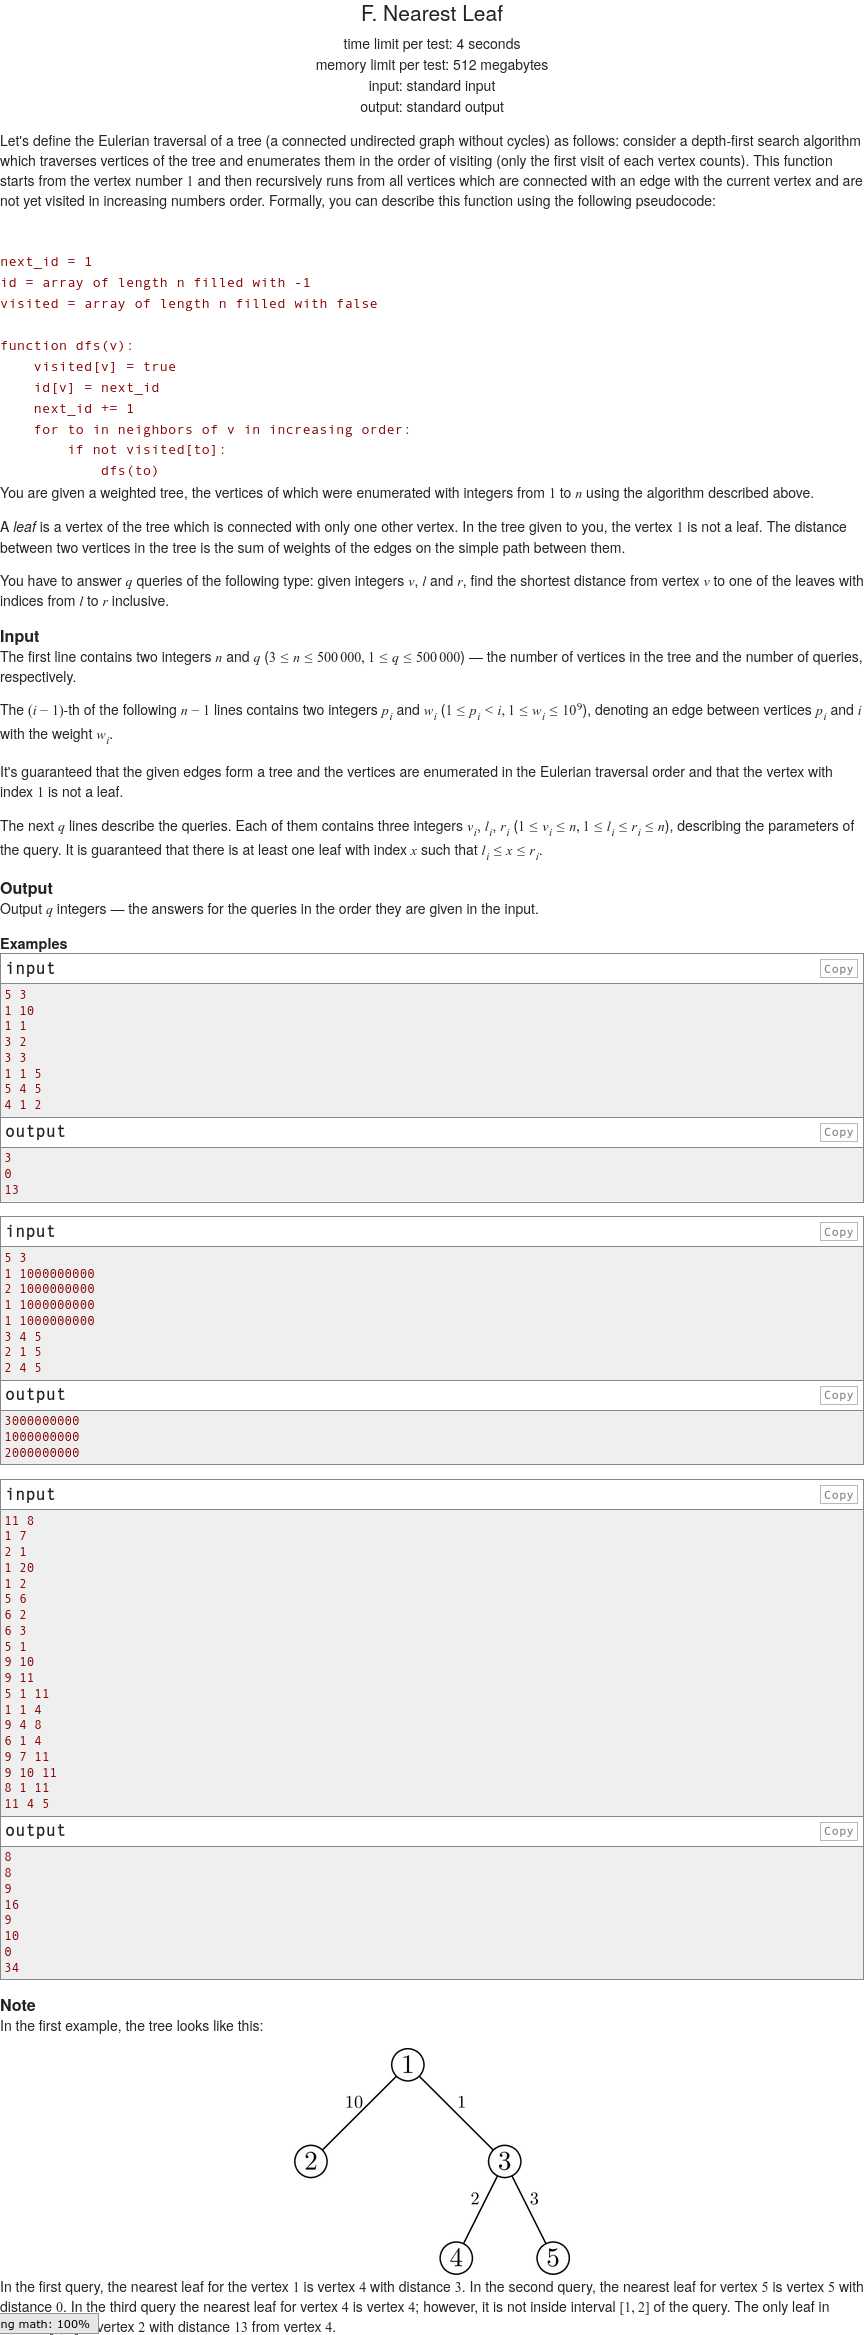 F. Nearest Leaf
time limit per test: 4 seconds
memory limit per test: 512 megabytes
input: standard input
output: standard output
Let's define the Eulerian traversal of a tree (a connected undirected graph without cycles) as follows: consider a depth-first search algorithm
which traverses vertices of the tree and enumerates them in the order of visiting (only the first visit of each vertex counts). This function
starts from the vertex number 1 and then recursively runs from all vertices which are connected with an edge with the current vertex and are
not yet visited in increasing numbers order. Formally, you can describe this function using the following pseudocode:
next_id = 1
id = array of length n filled with -1
visited = array of length n filled with false
function dfs(v):
    visited[v] = true
    id[v] = next_id
    next_id += 1
    for to in neighbors of v in increasing order:
        if not visited[to]:
            dfs(to)
You are given a weighted tree, the vertices of which were enumerated with integers from 1 to n using the algorithm described above.
A leaf is a vertex of the tree which is connected with only one other vertex. In the tree given to you, the vertex 1 is not a leaf. The distance
between two vertices in the tree is the sum of weights of the edges on the simple path between them.
You have to answer q queries of the following type: given integers v, l and r, find the shortest distance from vertex v to one of the leaves with
indices from l to r inclusive.
Input
The first line contains two integers n and q (3 ≤ n ≤ 500 000, 1 ≤ q ≤ 500 000) — the number of vertices in the tree and the number of queries,
respectively.
The (i − 1)-th of the following n − 1 lines contains two integers p_i and w_i (1 ≤ p_i < i, 1 ≤ w_i ≤ 10^9), denoting an edge between vertices p_i and i
with the weight w_i.
It's guaranteed that the given edges form a tree and the vertices are enumerated in the Eulerian traversal order and that the vertex with
index 1 is not a leaf.
The next q lines describe the queries. Each of them contains three integers v_i, l_i, r_i (1 ≤ v_i ≤ n, 1 ≤ l_i ≤ r_i ≤ n), describing the parameters of
the query. It is guaranteed that there is at least one leaf with index x such that l_i ≤ x ≤ r_i.
Output
Output q integers — the answers for the queries in the order they are given in the input.
Examples
input Copy
5 3
1 10
1 1
3 2
3 3
1 1 5
5 4 5
4 1 2
output Copy
3
0
13
input Copy
5 3
1 1000000000
2 1000000000
1 1000000000
1 1000000000
3 4 5
2 1 5
2 4 5
output Copy
3000000000
1000000000
2000000000
input Copy
11 8
1 7
2 1
1 20
1 2
5 6
6 2
6 3
5 1
9 10
9 11
5 1 11
1 1 4
9 4 8
6 1 4
9 7 11
9 10 11
8 1 11
11 4 5
output Copy
8
8
9
16
9
10
0
34
Note
In the first example, the tree looks like this:
1
10 1
2 3
2 3
4 5
In the first query, the nearest leaf for the vertex 1 is vertex 4 with distance 3. In the second query, the nearest leaf for vertex 5 is vertex 5 with
distance 0. In the third query the nearest leaf for vertex 4 is vertex 4; however, it is not inside interval [1, 2] of the query. The only leaf in
ng math: 100% vertex 2 with distance 13 from vertex 4.